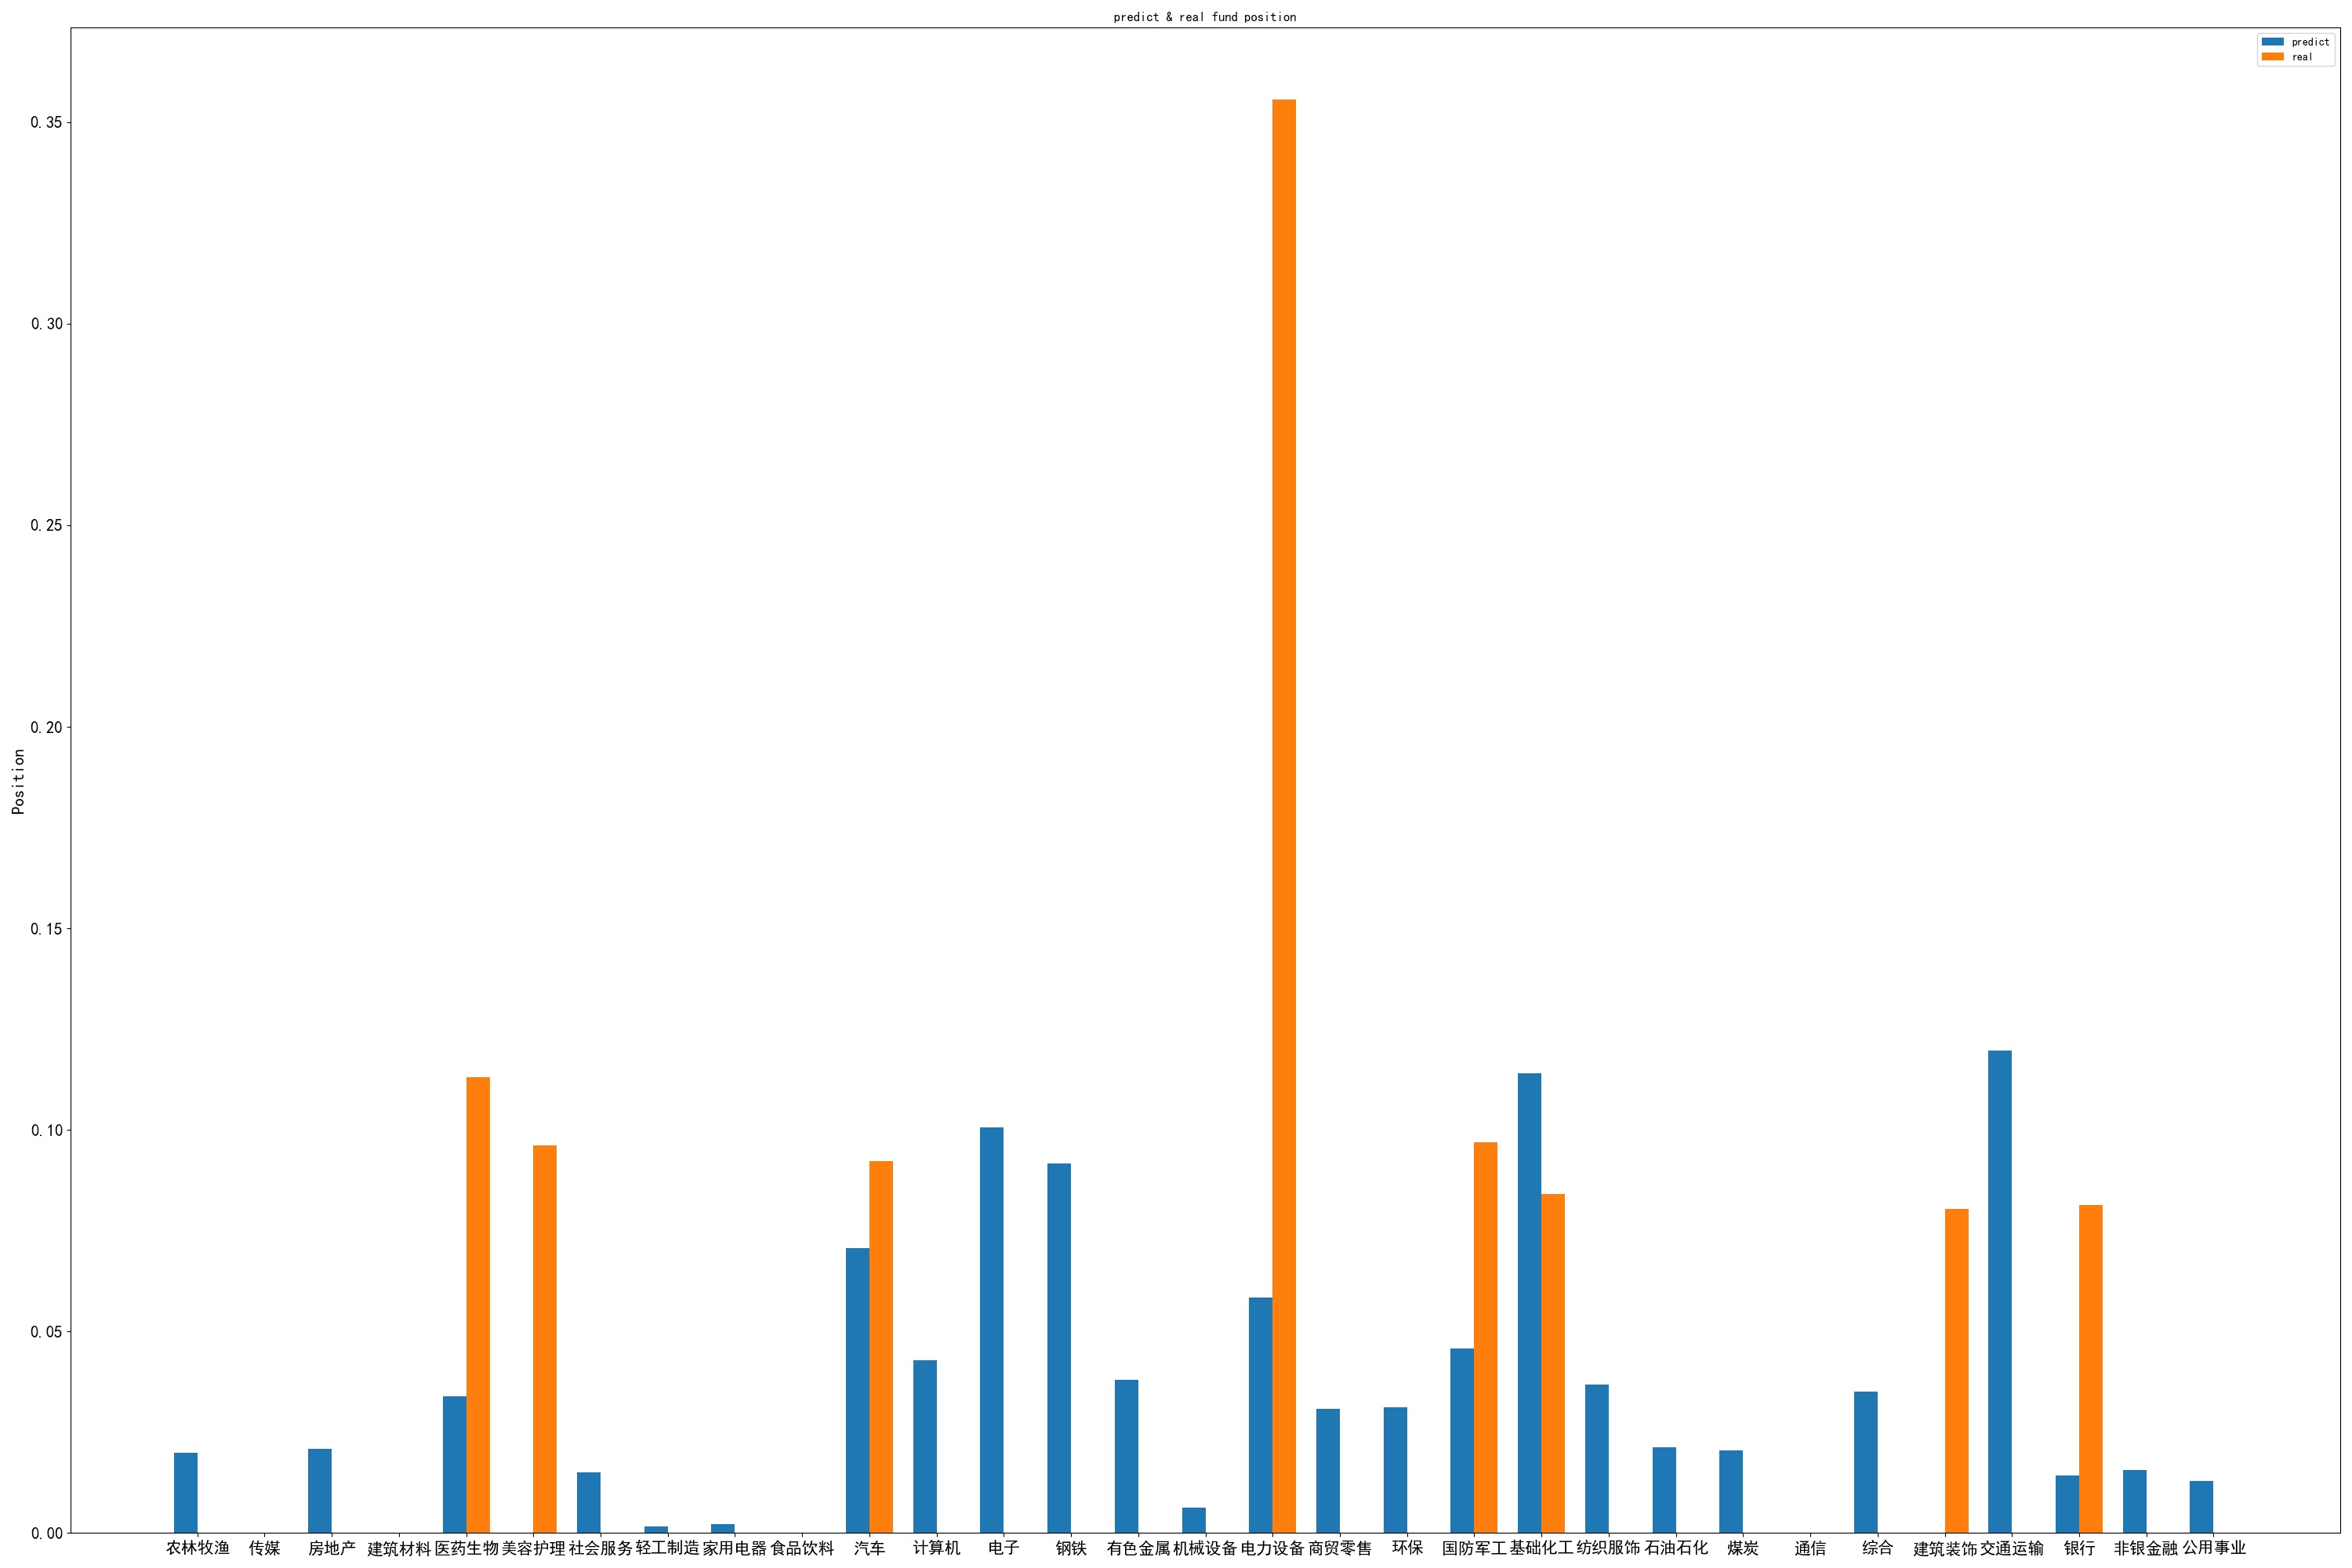 predict & real fund position
predict
real
0.35
0.30
0.25
0.20
0.15
0.10
0.05
0.00
Position
农林牧渔 传媒 房地产 建筑材料 医药生物 美容护理 社会服务 轻工制造 家用电器 食品饮料 汽车 计算机 电子 钢铁 有色金属 机械设备 电力设备 商贸零售 环保 国防军工 基础化工 纺织服饰 石油石化 煤炭 通信 综合 建筑装饰 交通运输 银行 非银金融 公用事业